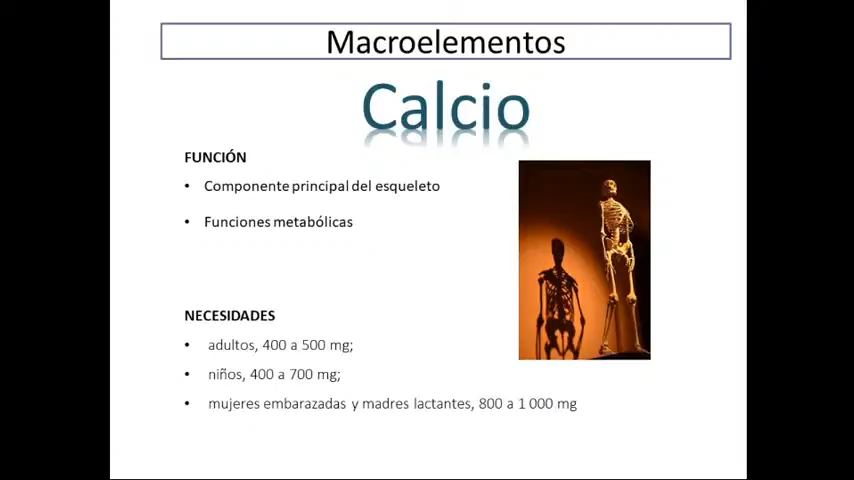 Macroelementos
Calcio
FUNCIÓN
• Componente principal del esqueleto
• Funciones metabólicas
NECESIDADES
• adultos, 400 a 500 mg;
• niños, 400 a 700 mg;
• mujeres embarazadas y madres lactantes, 800 a 1 000 mg